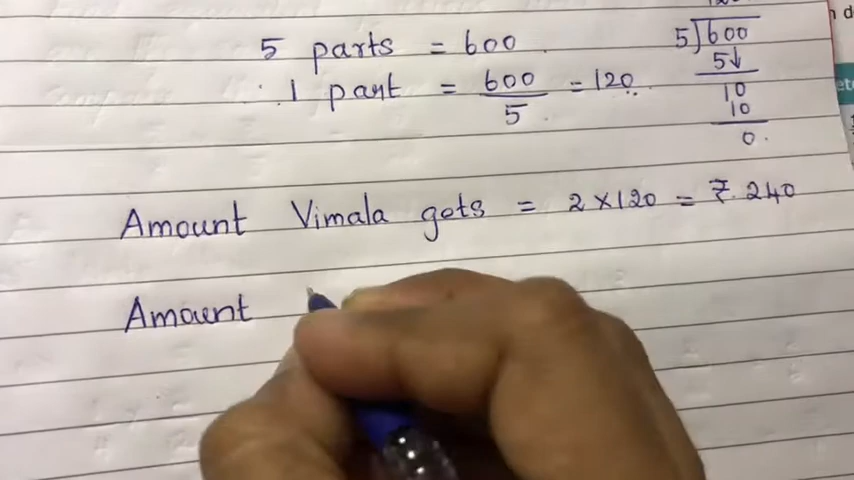 5 parts = 600
1 part = 600/5 = 120
5)600
5↓
10
10
0
Amount Vimala gets = 2 × 120 = ₹. 240
Amount